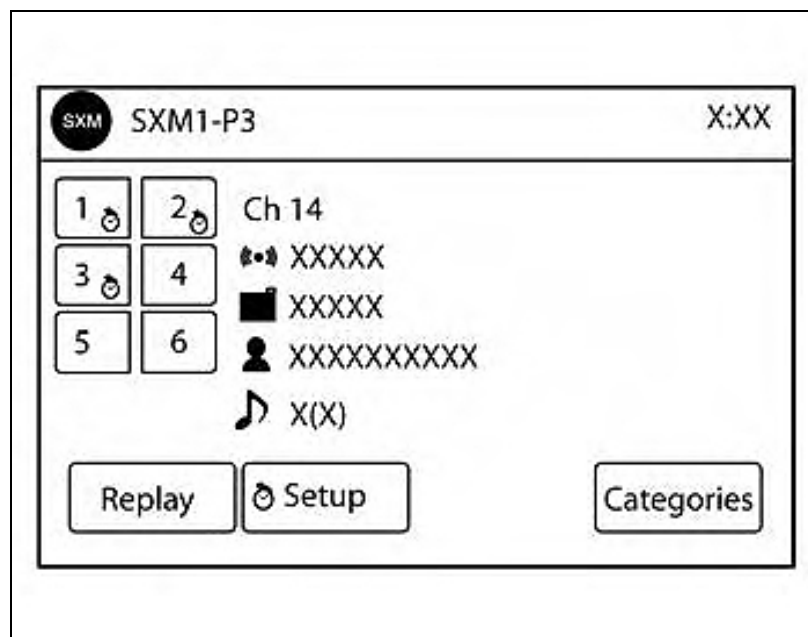 SXM SXM1-P3 X:XX
1 2 Ch 14
XXXXX
3 4
XXXXX
5 6 XXXXXXXXXX
X(X)
Replay Setup Categories